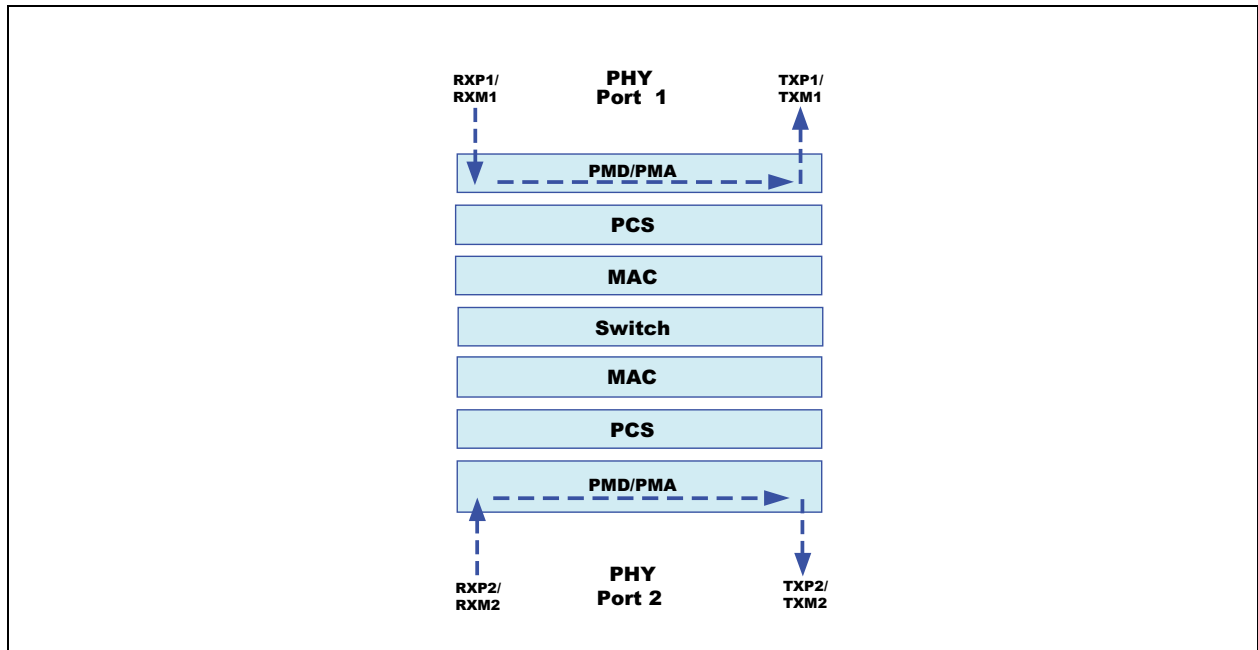 RXP1/
RXM1
PHY
Port 1
TXP1/
TXM1
PMD/PMA
PCS
MAC
Switch
MAC
PCS
PMD/PMA
RXP2/
RXM2
PHY
Port 2
TXP2/
TXM2